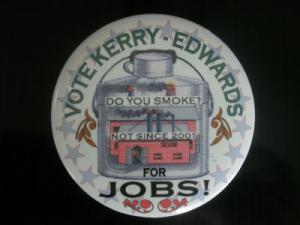 VOTE KERRY - EDWARDS
DO YOU SMOKE?
NOT SINCE 2001
FOR
JOBS!